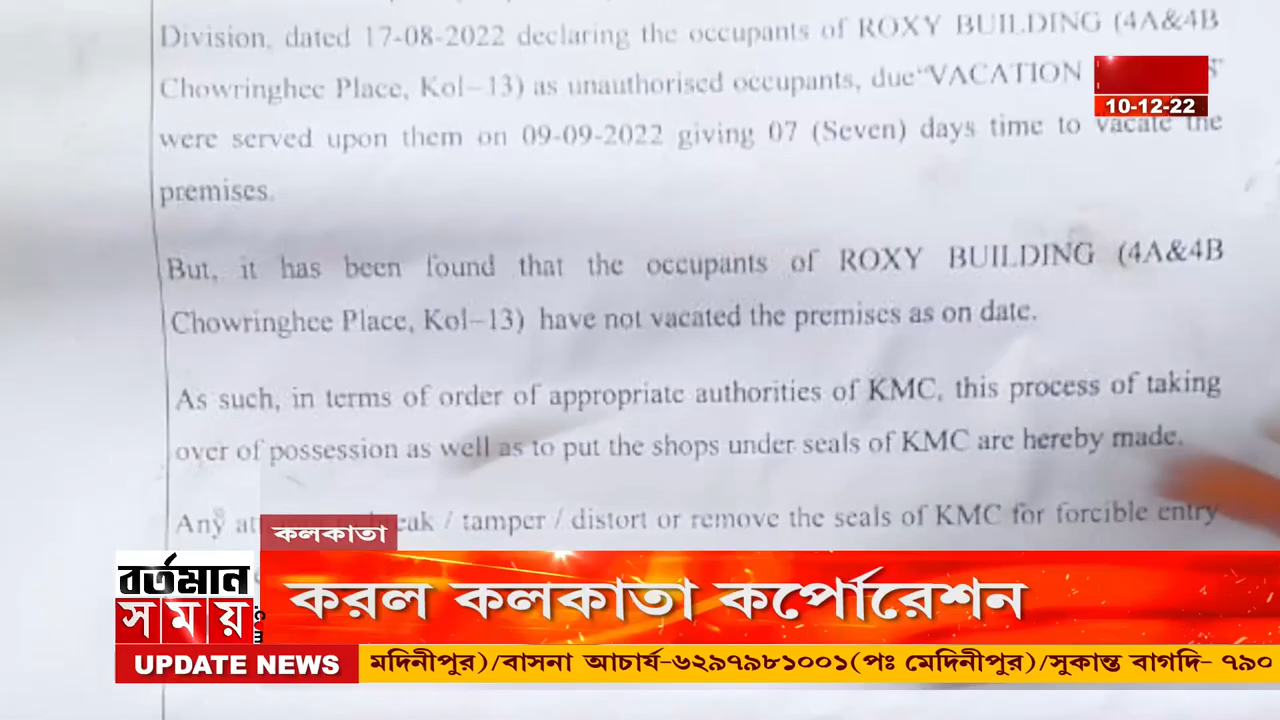 Division, dated 17-08-2022 declaring the occupants of ROXY BUILDING (4A&4B
Chowringhee Place, Kol-13) as unauthorised occupants, due "VACATION
10-12-22
were served upon them on 09-09-2022 giving 07 (Seven) days time to vacate the
premises.
But, it has been found that the occupants of ROXY BUILDING (4A&4B
Chowringhee Place, Kol-13) have not vacated the premises as on date.
As such, in terms of order of appropriate authorities of KMC, this process of taking
over of possession as well as to put the shops under seals of KMC are hereby made.
Any / tamper / distort or remove the seals of KMC for forcible entry
কলকাতা
বর্তমান
সময়
করল কলকাতা কর্পোরেশন
UPDATE NEWS
মদিনীপুর)/বাসনা আচার্য-৬২৯৭৯৮১০০১(পঃ মেদিনীপুর)/সুকান্ত বাগদি- ৭৯০